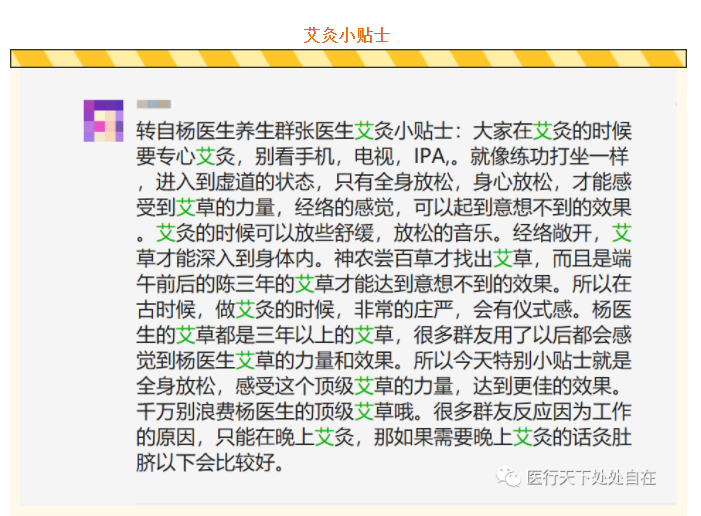 艾灸小贴士
转自杨医生养生群张医生艾灸小贴士：大家在艾灸的时候
要专心艾灸，别看手机，电视，IPA,。就像练功打坐一样
，进入到虚道的状态，只有全身放松，身心放松，才能感
受到艾草的力量，经络的感觉，可以起到意想不到的效果
。艾灸的时候可以放些舒缓，放松的音乐。经络敞开，艾
草才能深入到身体内。神农尝百草才找出艾草，而且是端
午前后的陈三年的艾草才能达到意想不到的效果。所以在
古时候，做艾灸的时候，非常的庄严，会有仪式感。杨医
生的艾草都是三年以上的艾草，很多群友用了以后都会感
觉到杨医生艾草的力量和效果。所以今天特别小贴士就是
全身放松，感受这个顶级艾草的力量，达到更佳的效果。
千万别浪费杨医生的顶级艾草哦。很多群友反应因为工作
的原因，只能在晚上艾灸，那如果需要晚上艾灸的话灸肚
脐以下会比较好。
医行天下处处自在